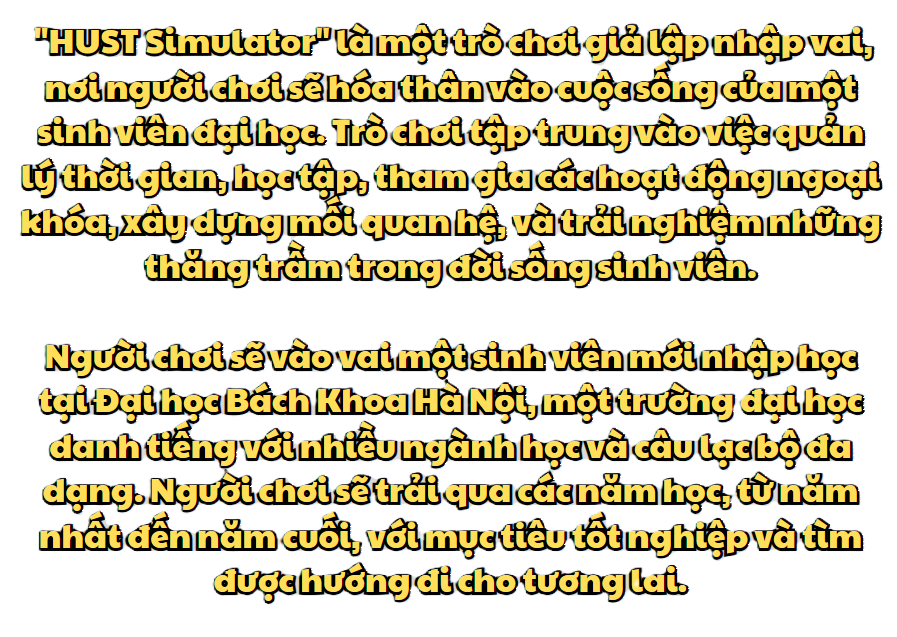 "HUST Simulator" là một trò chơi giả lập nhập vai,
nơi người chơi sẽ hóa thân vào cuộc sống của một
sinh viên đại học. Trò chơi tập trung vào việc quản
lý thời gian, học tập, tham gia các hoạt động ngoại
khóa, xây dựng mối quan hệ, và trải nghiệm những
thăng trầm trong đời sống sinh viên.
Người chơi sẽ vào vai một sinh viên mới nhập học
tại Đại học Bách Khoa Hà Nội, một trường đại học
danh tiếng với nhiều ngành học và câu lạc bộ đa
dạng. Người chơi sẽ trải qua các năm học, từ năm
nhất đến năm cuối, với mục tiêu tốt nghiệp và tìm
được hướng đi cho tương lai.